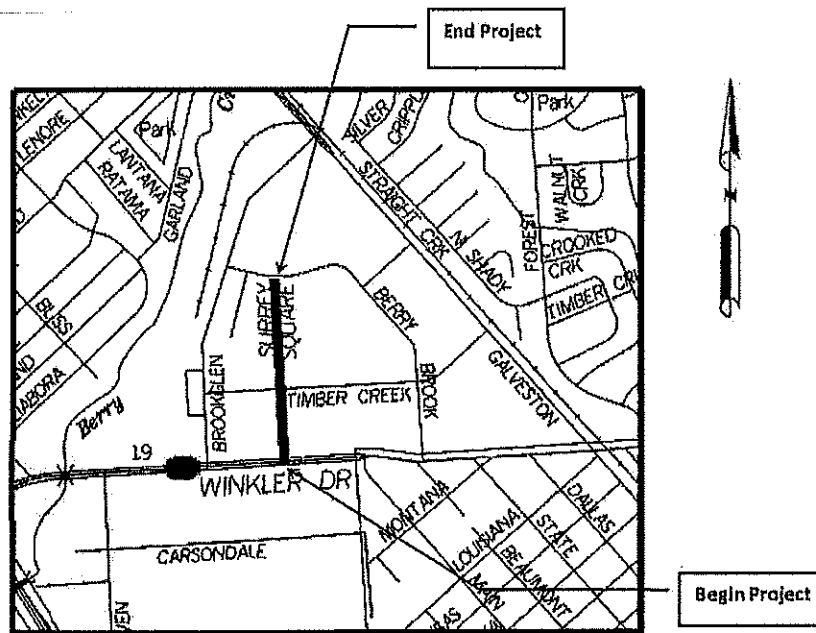 End Project
Park
Park
SILVER
CRIPPL
LENORE
LANTANA
RATAMA
GARLAND
STRAIGHT CRK
N SHADY
FOREST
WALNUT
CRK
CROOKED
CRK
TIMBER CRK
BLISS
SURREY
SQUARE
BERRY
BROOK
GALVESTON
BROOKGLEN
TIMBER CREEK
Berry
19
WINKLER DR
CARSONDALE
MONTANA
LOUISIANA
MAIN
BEAUMONT
STATE
DALLAS
Begin Project